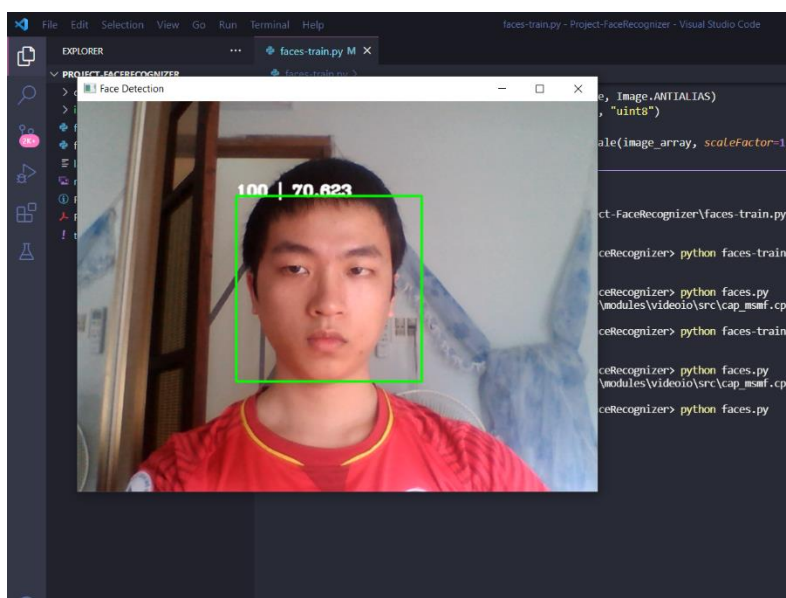 File Edit Selection View Go Run Terminal Help
faces-train.py - Project-FaceRecognizer - Visual Studio Code
EXPLORER ...
faces-train.py M X
PROJECT-FACERECOGNIZER
faces-train.py >
Face Detection
100 | 70.623
e, Image.ANTIALIAS)
, "uint8")
ale(image_array, scaleFactor=1
ct-FaceRecognizer\faces-train.py
ceRecognizer> python faces-train
ceRecognizer> python faces.py
\modules\videoio\src\cap_msmf.cp
ceRecognizer> python faces-train
ceRecognizer> python faces.py
\modules\videoio\src\cap_msmf.cp
ceRecognizer> python faces.py